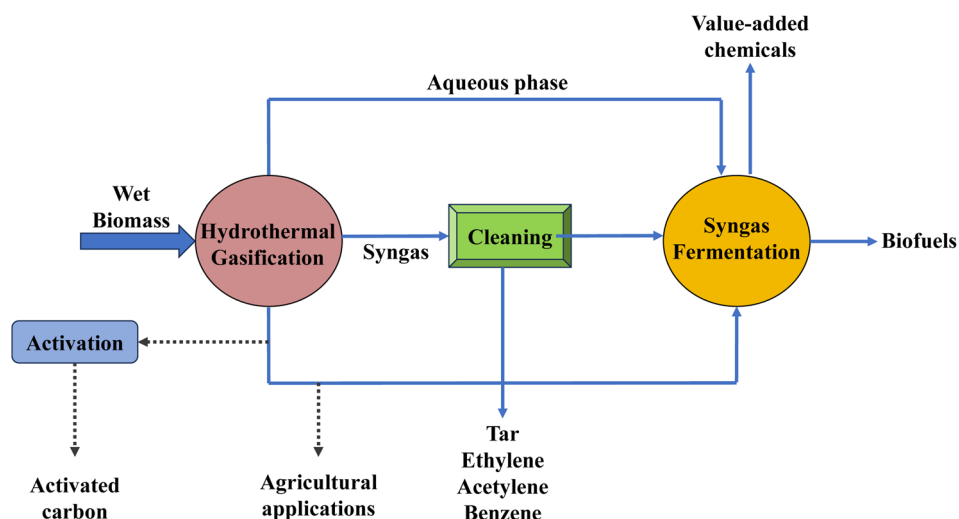 Value-added
chemicals
Aqueous phase
Wet
Biomass
Hydrothermal
Gasification
Syngas
Cleaning
Syngas
Fermentation
Biofuels
Activation
Activated
carbon
Agricultural
applications
Tar
Ethylene
Acetylene
Benzene